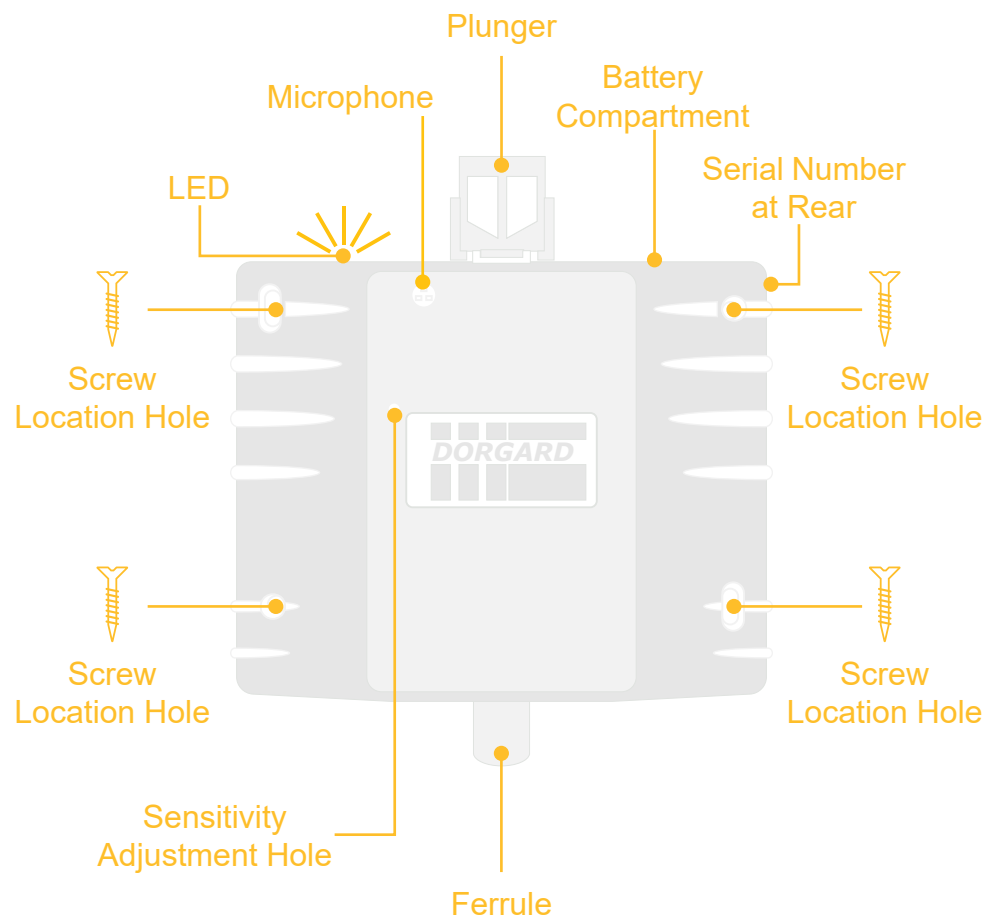 Plunger
Battery
Compartment
Microphone
Serial Number
at Rear
LED
Screw
Location Hole
Screw
Location Hole
DORGARD
Screw
Location Hole
Screw
Location Hole
Sensitivity
Adjustment Hole
Ferrule